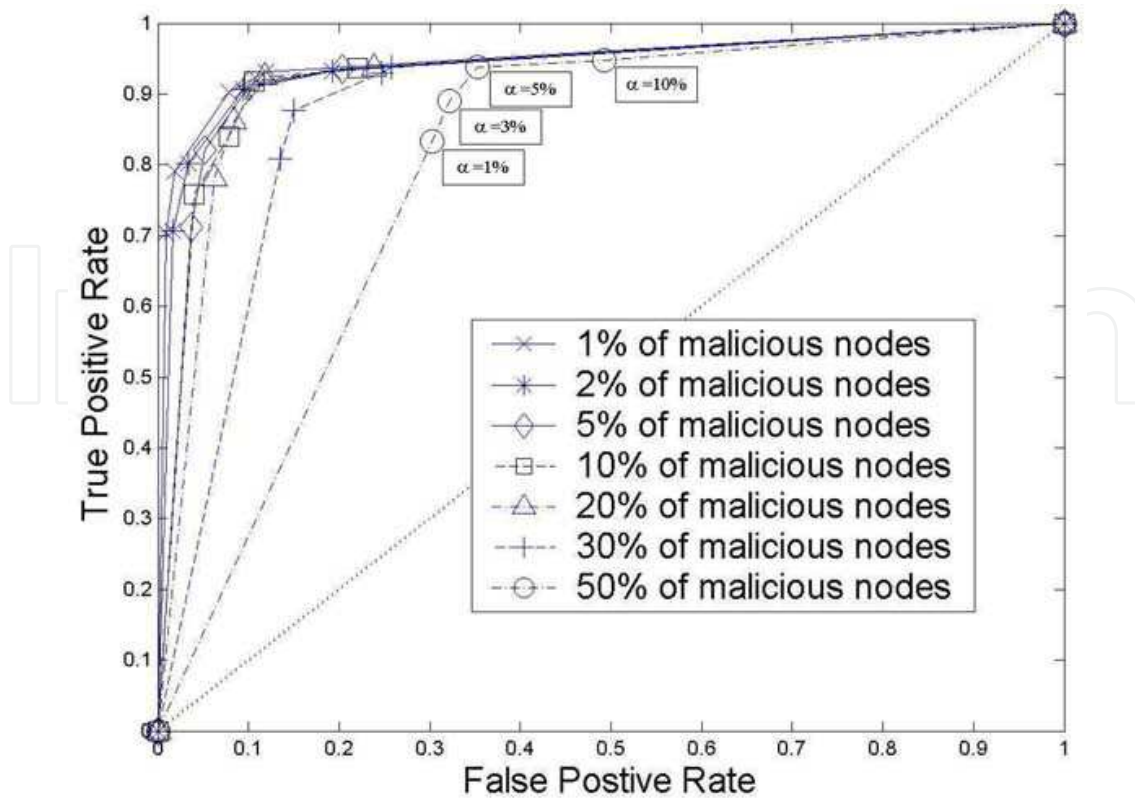 1
0.9
0.8
0.7
0.6
0.5
0.4
0.3
0.2
0.1
0
0
0.1
0.2
0.3
0.4
0.5
0.6
0.7
0.8
0.9
1
True Positive Rate
False Postive Rate
α =5%
α =10%
α =3%
α =1%
1% of malicious nodes
2% of malicious nodes
5% of malicious nodes
10% of malicious nodes
20% of malicious nodes
30% of malicious nodes
50% of malicious nodes